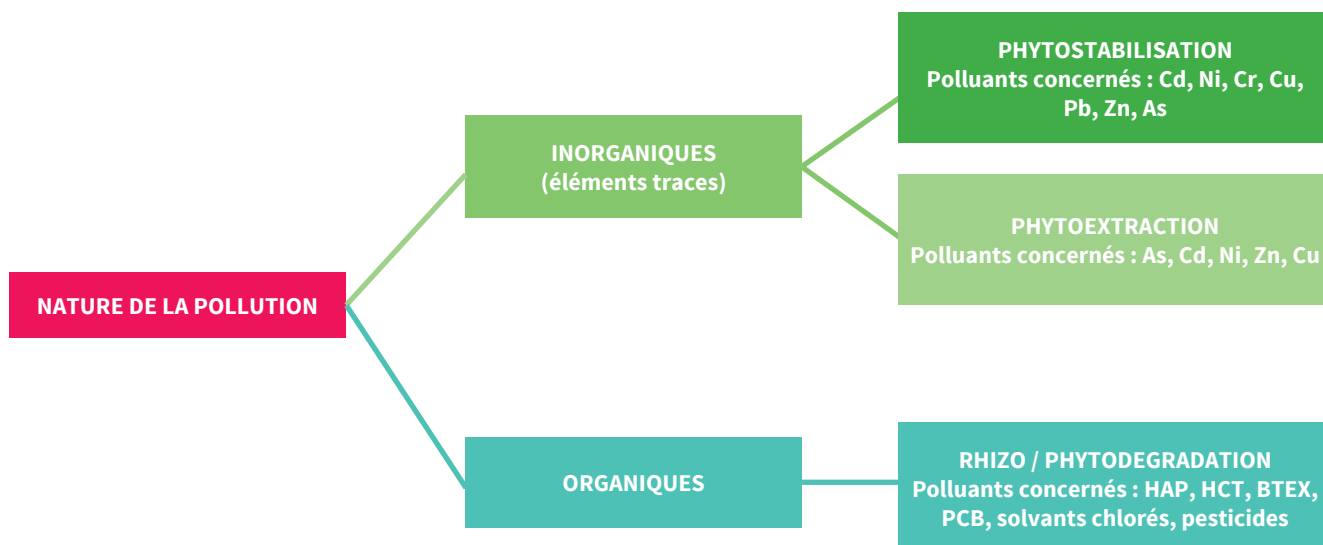 NATURE DE LA POLLUTION
INORGANIQUES
(éléments traces)
PHYTOSTABILISATION
Polluants concernés : Cd, Ni, Cr, Cu,
Pb, Zn, As
PHYTOEXTRACTION
Polluants concernés : As, Cd, Ni, Zn, Cu
ORGANIQUES
RHIZO / PHYTODEGRADATION
Polluants concernés : HAP, HCT, BTEX,
PCB, solvants chlorés, pesticides